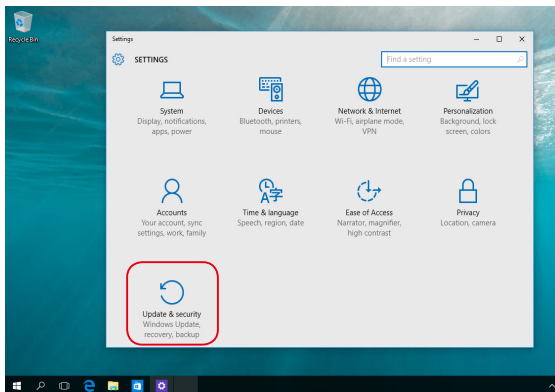 Recycle Bin
Settings
SETTINGS
Find a setting
System
Display, notifications,
apps, power
Devices
Bluetooth, printers,
mouse
Network & Internet
Wi-Fi, airplane mode,
VPN
Personalization
Background, lock
screen, colors
Accounts
Your account, sync
settings, work, family
Time & language
Speech, region, date
Ease of Access
Narrator, magnifier,
high contrast
Privacy
Location, camera
Update & security
Windows Update,
recovery, backup